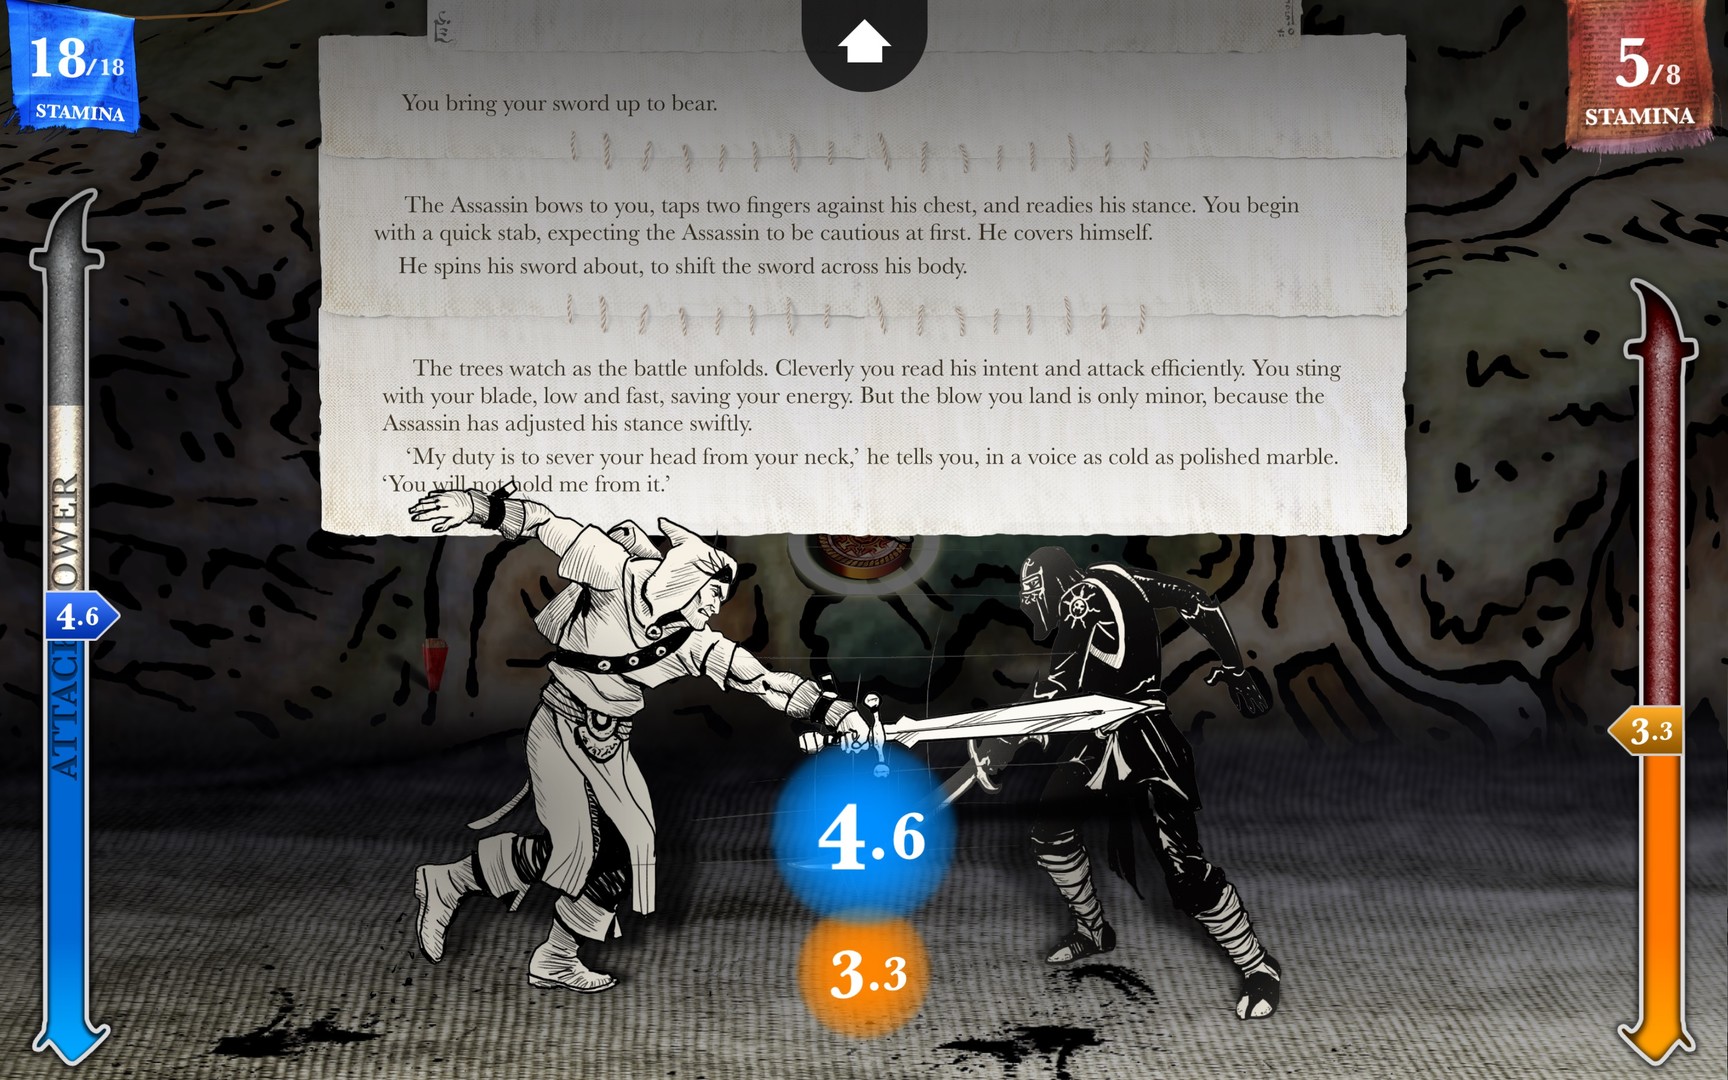 18/18
STAMINA
5/8
STAMINA
You bring your sword up to bear.
The Assassin bows to you, taps two fingers against his chest, and readies his stance. You begin
with a quick stab, expecting the Assassin to be cautious at first. He covers himself.
He spins his sword about, to shift the sword across his body.
The trees watch as the battle unfolds. Cleverly you read his intent and attack efficiently. You sting
with your blade, low and fast, saving your energy. But the blow you land is only minor, because the
Assassin has adjusted his stance swiftly.
‘My duty is to sever your head from your neck,’ he tells you, in a voice as cold as polished marble.
‘You will not hold me from it.’
ATTACK OWER
4.6
3.3
4.6
3.3